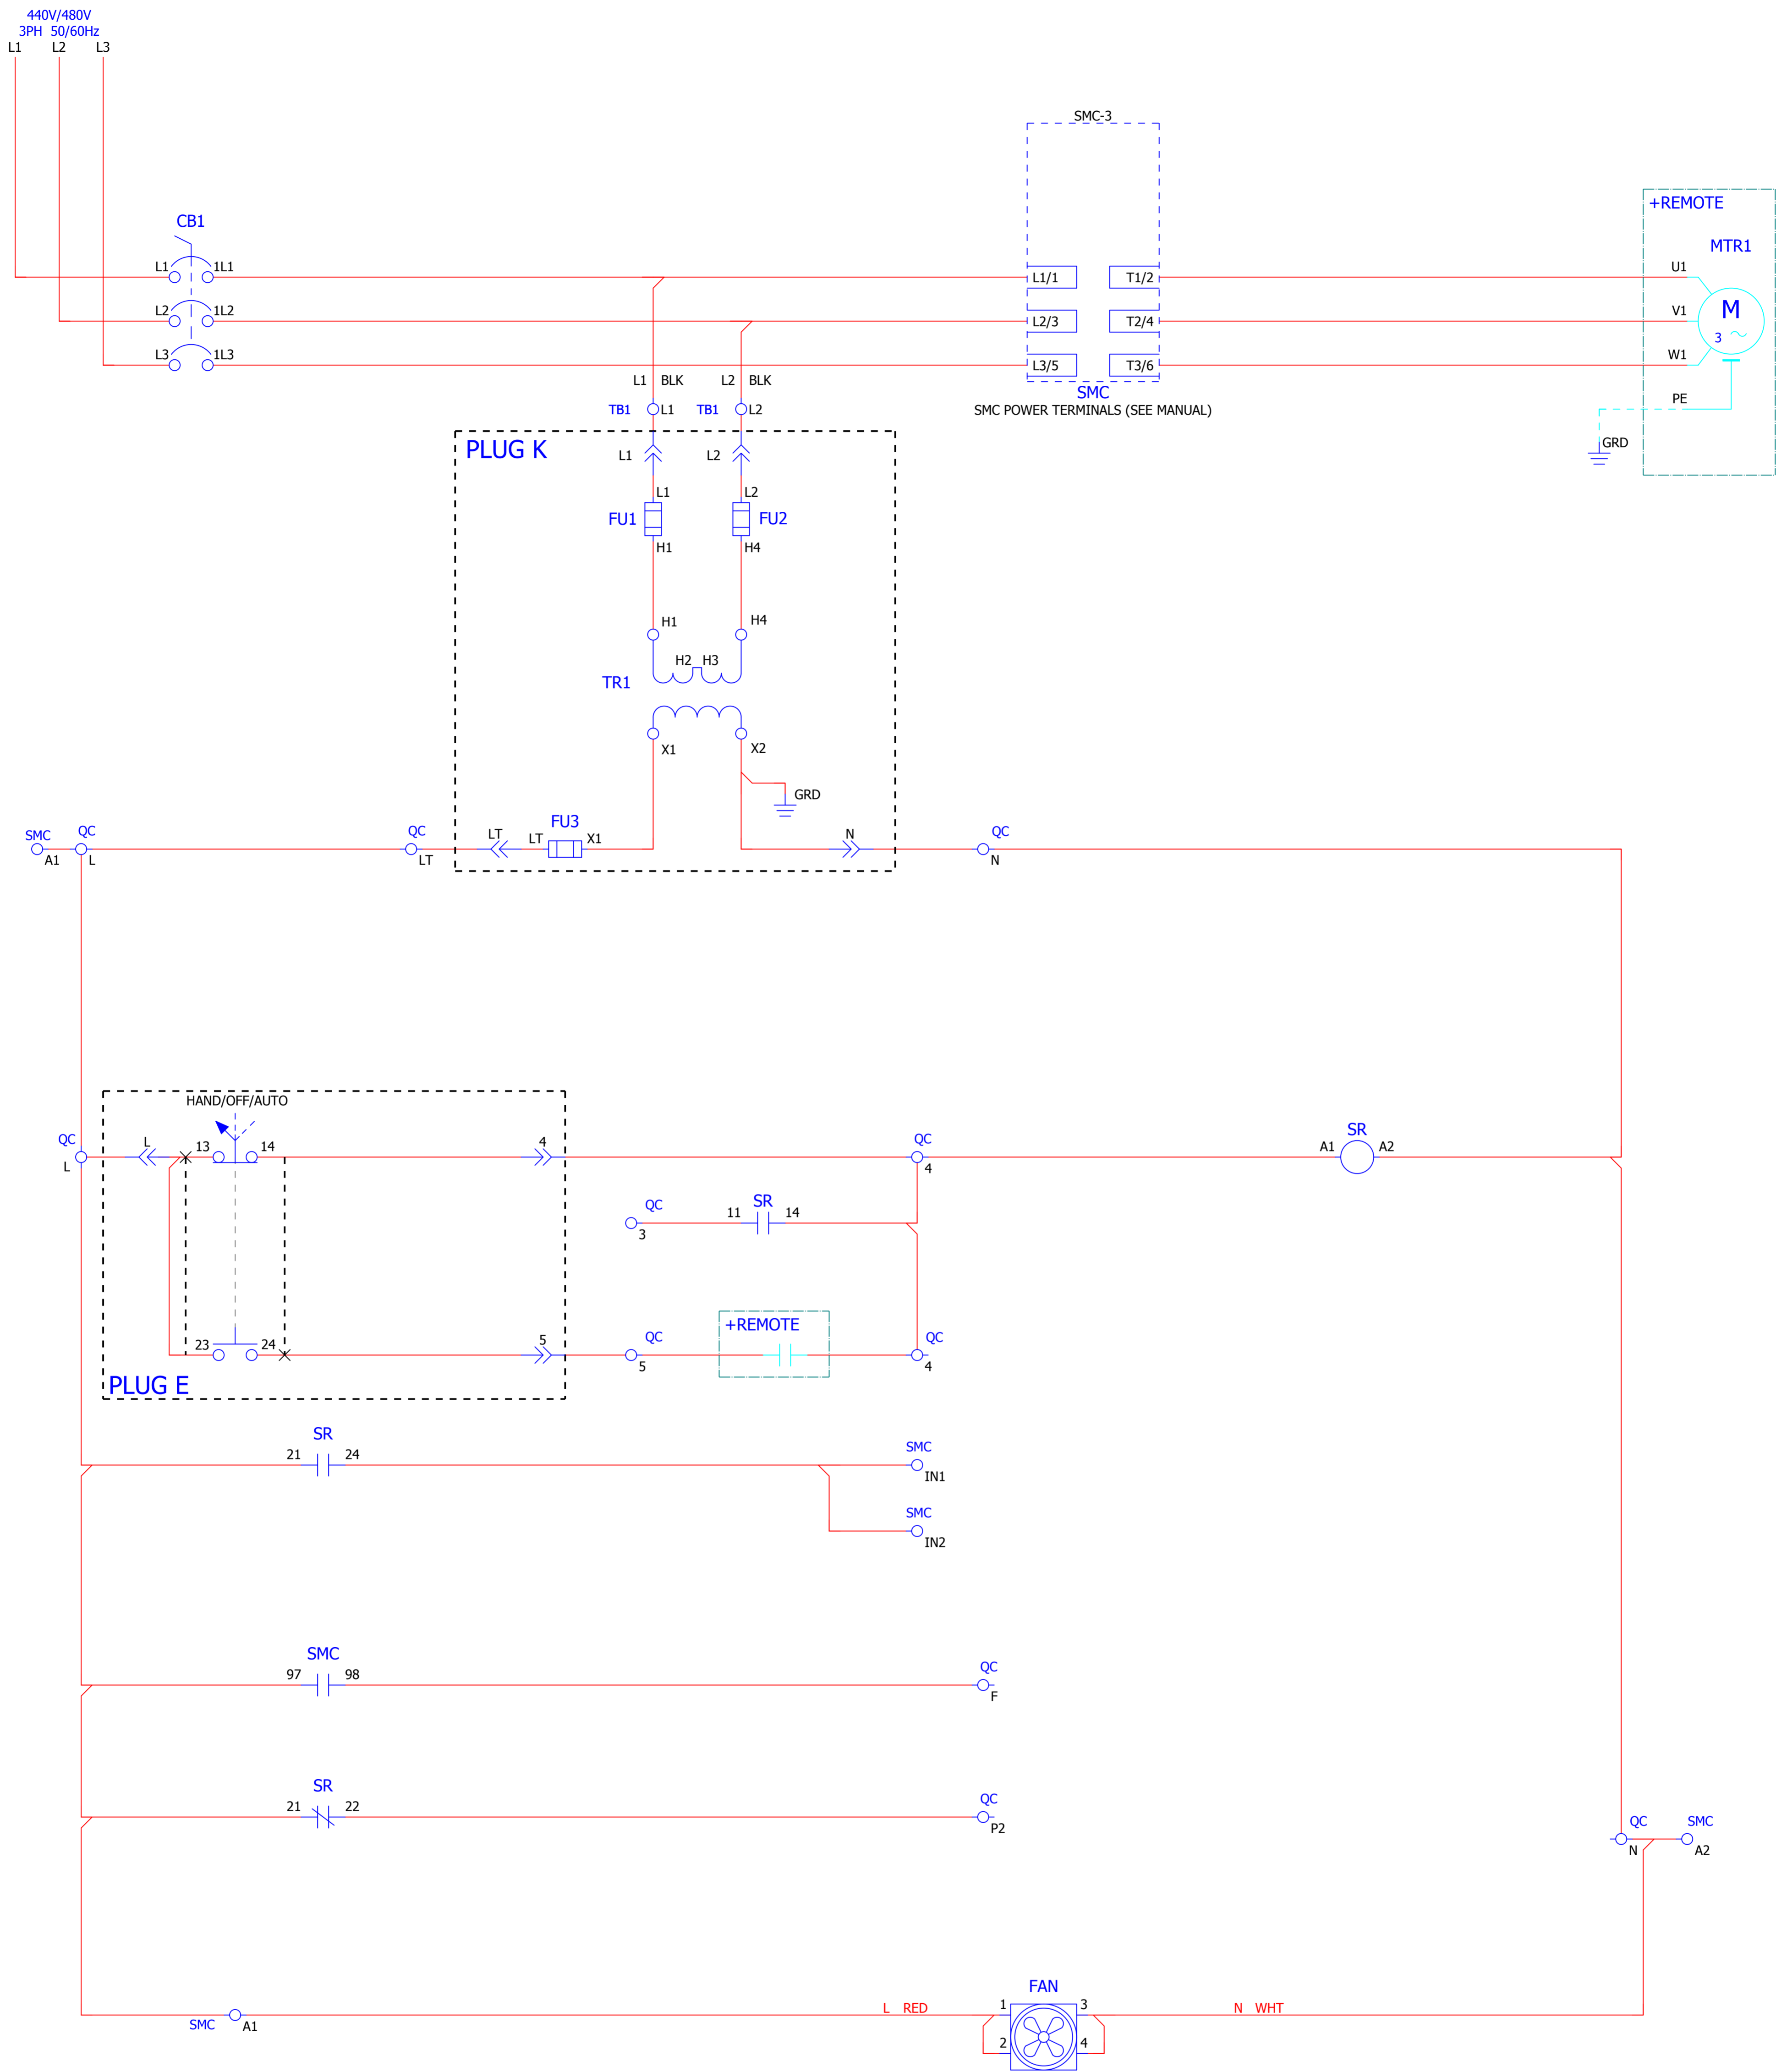 440V/480V
3PH 50/60Hz
L1 L2 L3
SMC-3
+REMOTE
CB1
MTR1
L1 1L1 L1/1 T1/2 U1
L2 1L2 L2/3 T2/4 V1
M
3
L3 1L3 L3/5 T3/6 W1
L1 BLK L2 BLK
SMC
PE
TB1 L1 TB1 L2
SMC POWER TERMINALS (SEE MANUAL)
GRD
PLUG K
L1 L2
L1 L2
FU1 FU2
H1 H4
H1 H4
H2 H3
TR1
X1 X2
GRD
FU3
SMC QC QC LT LT X1 N QC
A1 L LT N
HAND/OFF/AUTO
QC L 13 14 4 QC A1 SR A2
L 4
QC SR
11 14
3
+REMOTE
23 24 5 QC QC
5 4
PLUG E
SR
21 24 SMC
IN1
SMC
IN2
SMC
97 98 QC
F
SR
21 22 QC
P2
QC SMC
N A2
FAN
L RED 1 3 N WHT
SMC A1
2 4